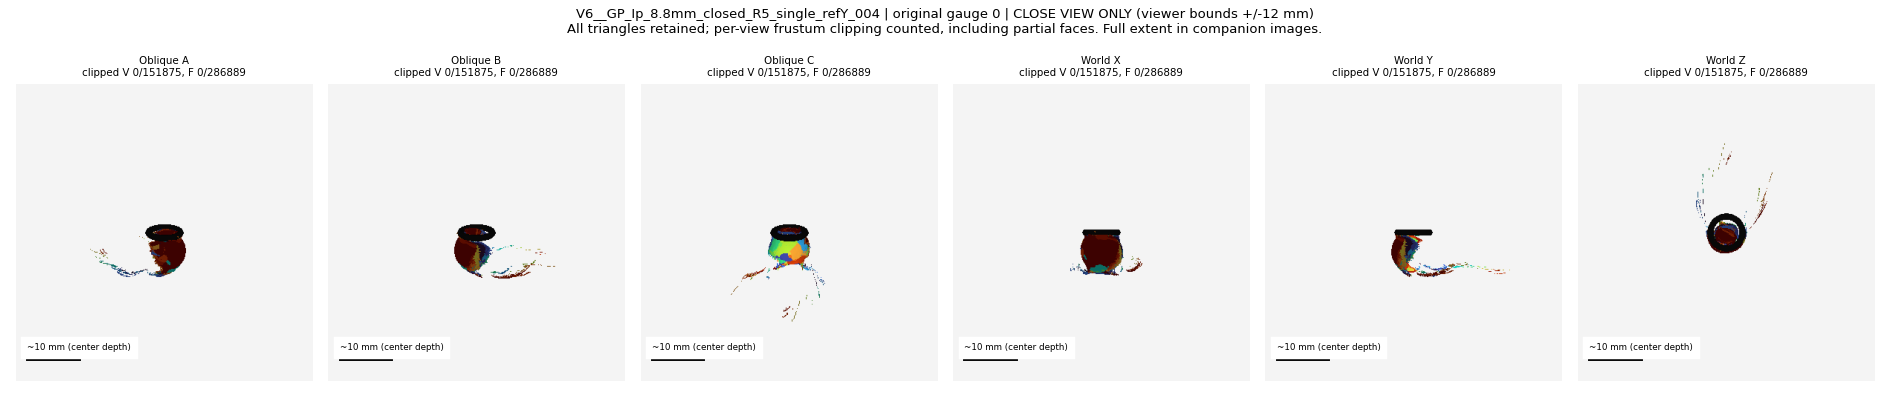 V6__GP_Ip_8.8mm_closed_R5_single_refY_004 | original gauge 0 | CLOSE VIEW ONLY (viewer bounds +/-12 mm)
All triangles retained; per-view frustum clipping counted, including partial faces. Full extent in companion images.
Oblique A
clipped V 0/151875, F 0/286889
Oblique B
clipped V 0/151875, F 0/286889
Oblique C
clipped V 0/151875, F 0/286889
World X
clipped V 0/151875, F 0/286889
World Y
clipped V 0/151875, F 0/286889
World Z
clipped V 0/151875, F 0/286889
~10 mm (center depth)
~10 mm (center depth)
~10 mm (center depth)
~10 mm (center depth)
~10 mm (center depth)
~10 mm (center depth)